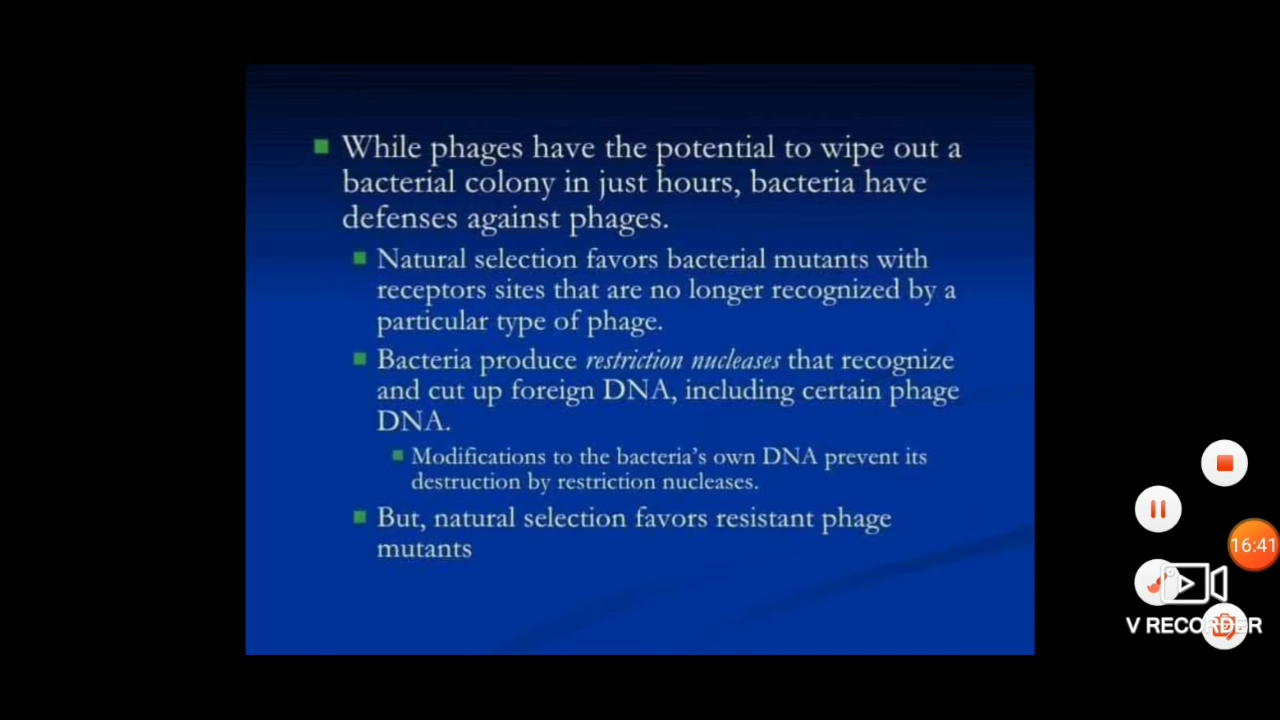 While phages have the potential to wipe out a
bacterial colony in just hours, bacteria have
defenses against phages.
Natural selection favors bacterial mutants with
receptors sites that are no longer recognized by a
particular type of phage.
Bacteria produce restriction nucleases that recognize
and cut up foreign DNA, including certain phage
DNA.
Modifications to the bacteria's own DNA prevent its
destruction by restriction nucleases.
But, natural selection favors resistant phage
mutants
16:41
V RECORDER